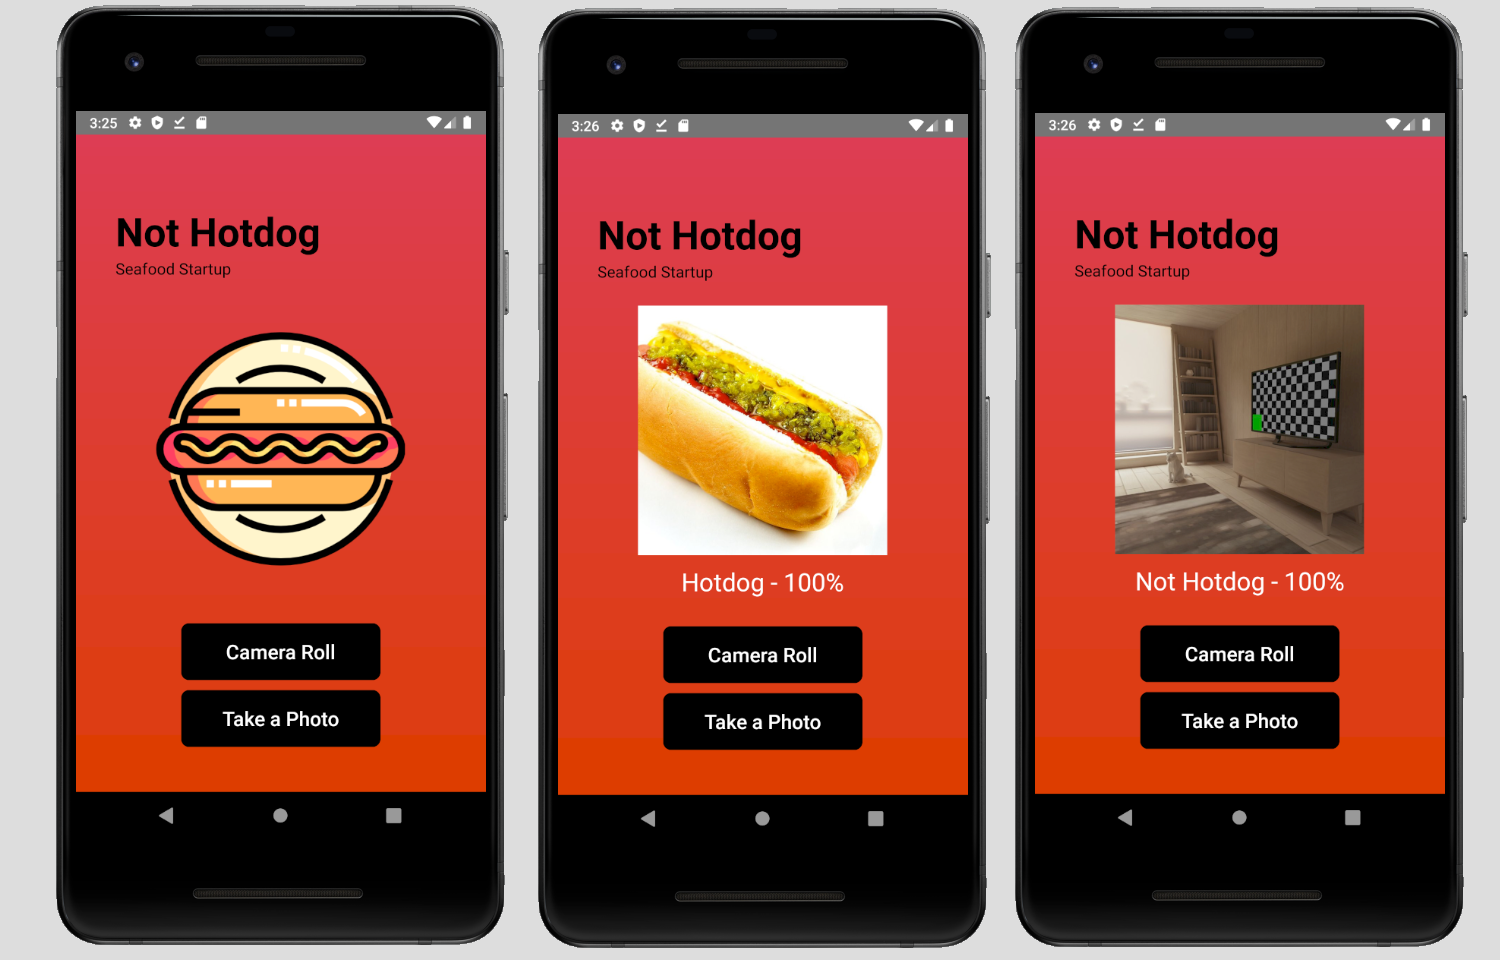 3:25
Not Hotdog
Seafood Startup
Camera Roll
Take a Photo
3:26
Not Hotdog
Seafood Startup
Hotdog - 100%
Camera Roll
Take a Photo
3:26
Not Hotdog
Seafood Startup
Not Hotdog - 100%
Camera Roll
Take a Photo